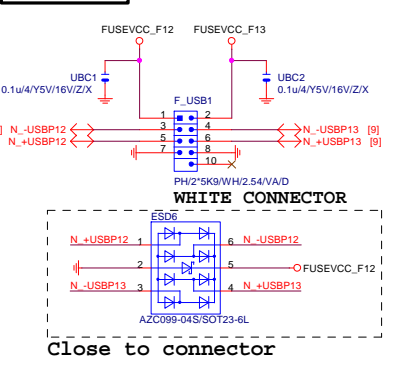 FUSEVCC_F12 FUSEVCC_F13
UBC1 UBC2
0.1u/4/Y5V/16V/Z/X 0.1u/4/Y5V/16V/Z/X
F_USB1
1 2
] N_-USBP12 3 4 N_-USBP13 [9]
N_+USBP12 5 6 N_+USBP13 [9]
7 8
10
PH/2*5K9/WH/2.54/VA/D
WHITE CONNECTOR
ESD6
N_+USBP12 1 6 N_-USBP12
2 5 FUSEVCC_F12
N_-USBP13 3 4 N_+USBP13
AZC099-04S/SOT23-6L
Close to connector